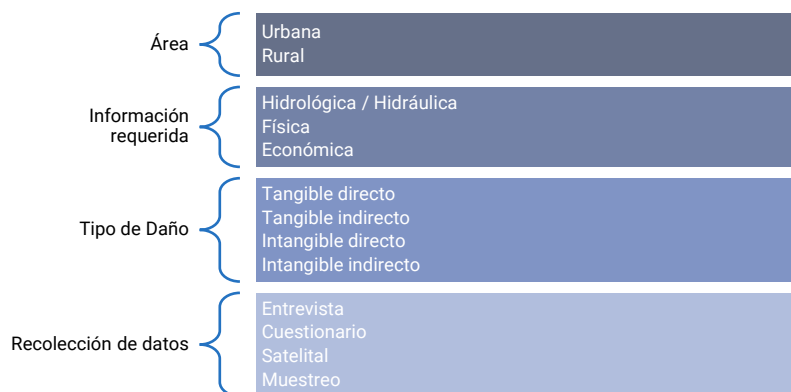 Área
Urbana
Rural
Información
requerida
Hidrológica / Hidráulica
Física
Económica
Tipo de Daño
Tangible directo
Tangible indirecto
Intangible directo
Intangible indirecto
Recolección de datos
Entrevista
Cuestionario
Satelital
Muestreo